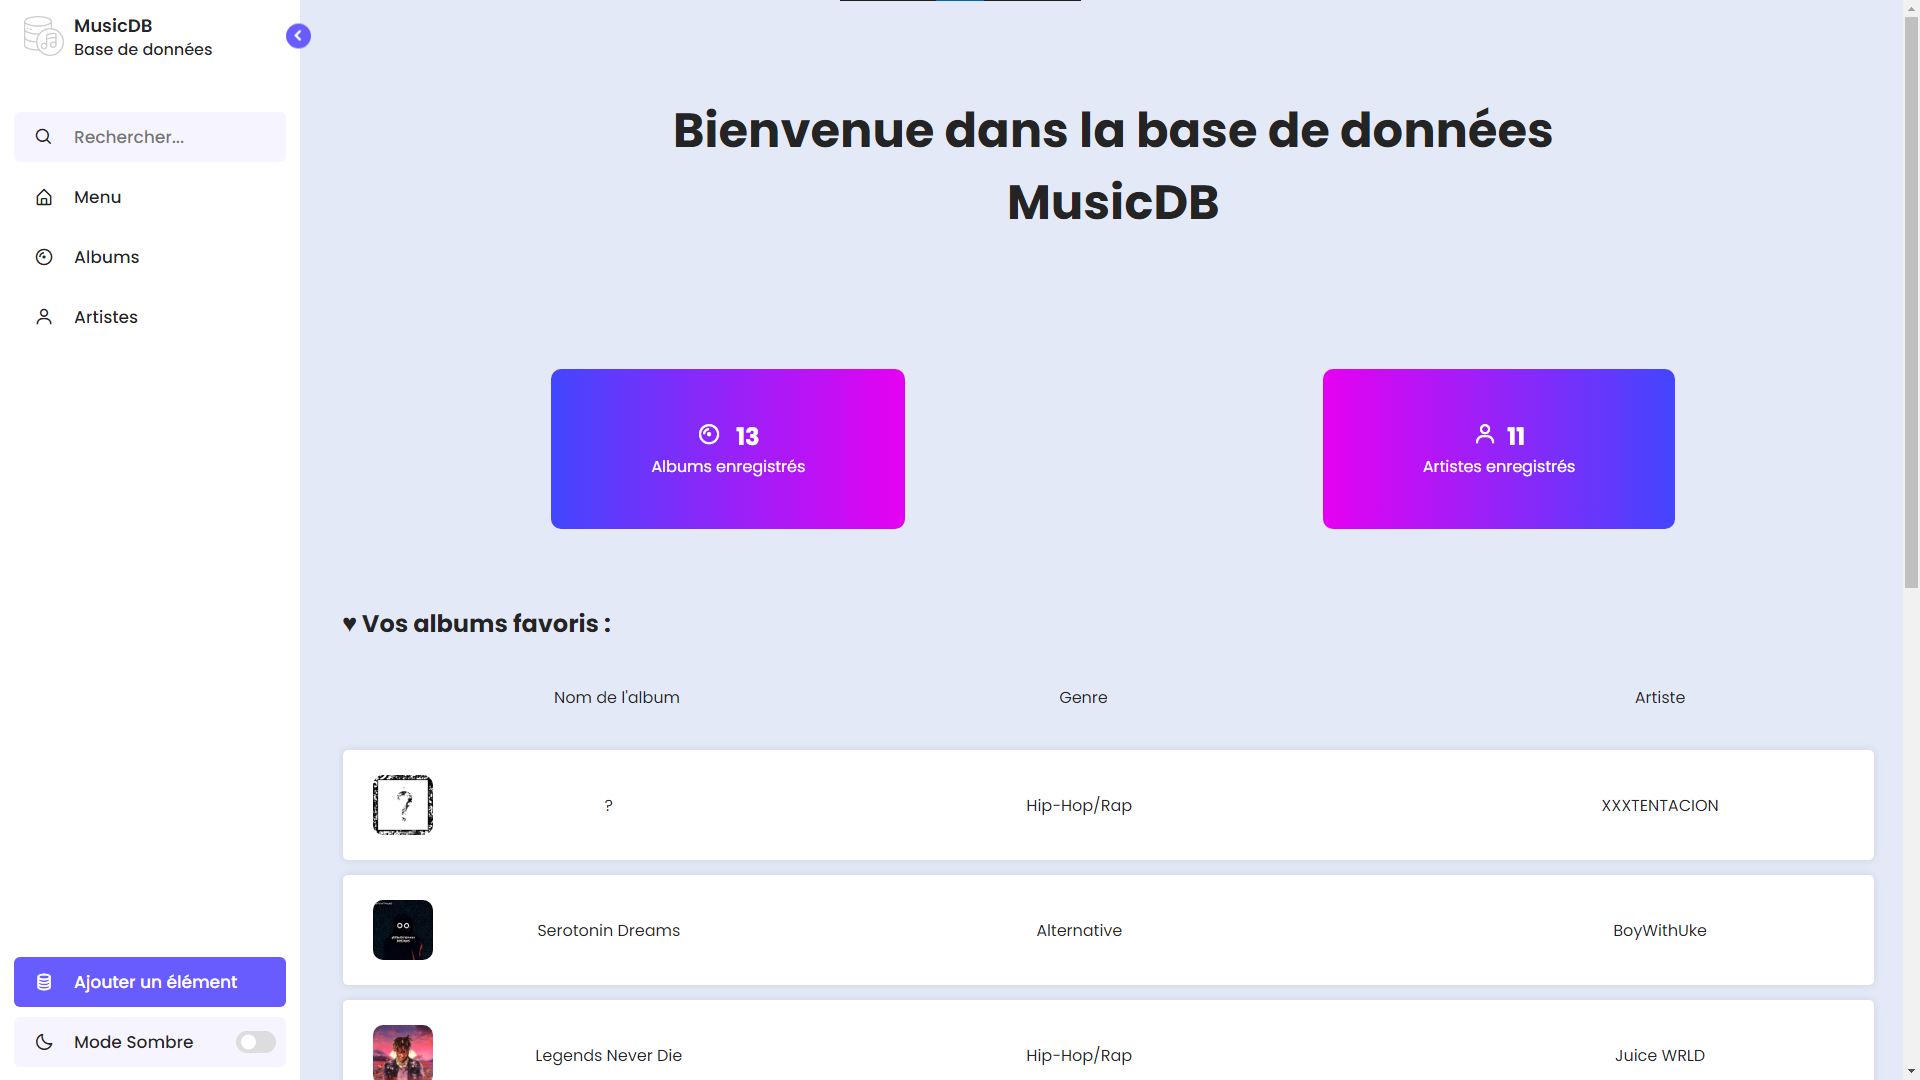 MusicDB
Base de données
Rechercher...
Menu
Albums
Artistes
Ajouter un élément
Mode Sombre
Bienvenue dans la base de données
MusicDB
13
Albums enregistrés
11
Artistes enregistrés
♥ Vos albums favoris :
Nom de l'album Genre Artiste
? ? Hip-Hop/Rap XXXTENTACION
Serotonin Dreams Alternative BoyWithUke
Legends Never Die Hip-Hop/Rap Juice WRLD